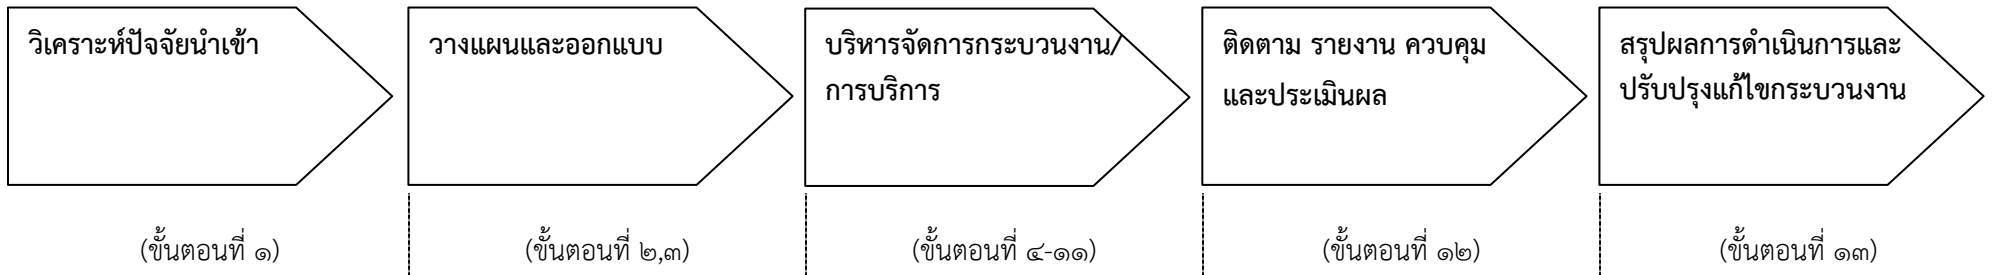 วิเคราะห์ปัจจัยนำเข้า
วางแผนและออกแบบ
บริหารจัดการกระบวนงาน/
การบริการ
ติดตาม รายงาน ควบคุม
และประเมินผล
สรุปผลการดำเนินการและ
ปรับปรุงแก้ไขกระบวนงาน
(ขั้นตอนที่ ๑)
(ขั้นตอนที่ ๒,๓)
(ขั้นตอนที่ ๔-๑๑)
(ขั้นตอนที่ ๑๒)
(ขั้นตอนที่ ๑๓)